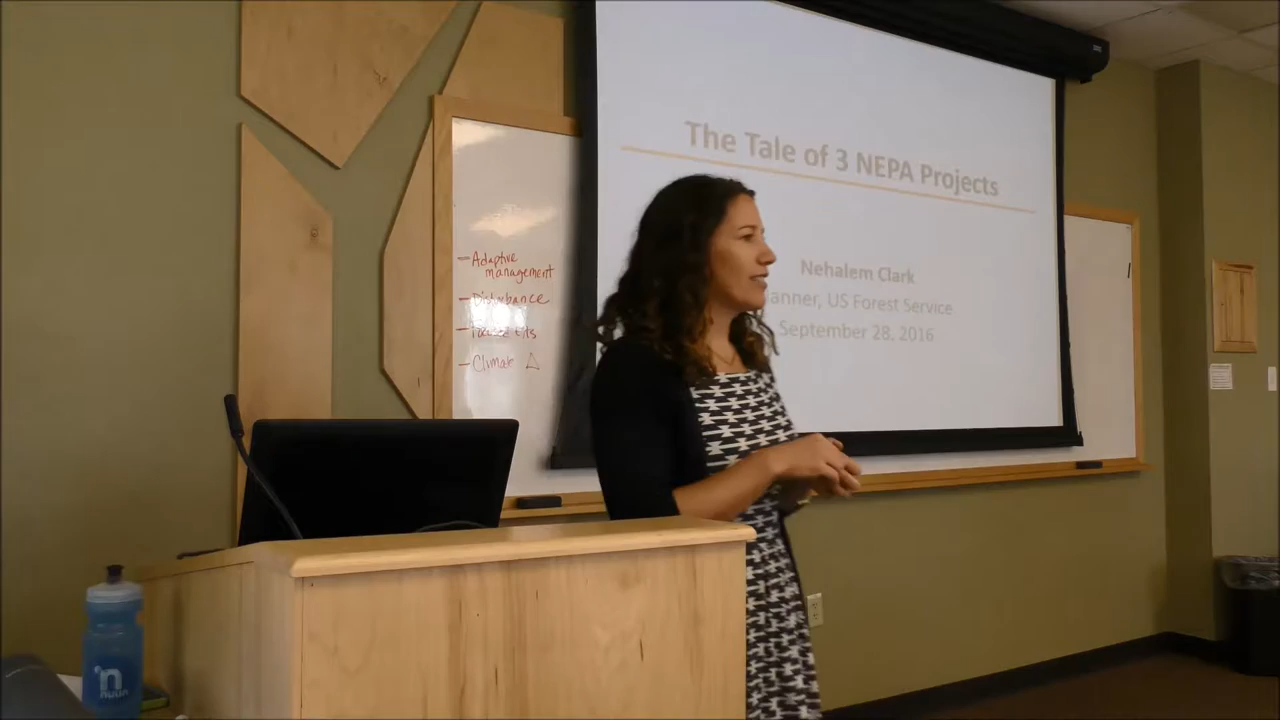 The Tale of 3 NEPA Projects
Nehalem Clark
anner, US Forest Service
September 28, 2016
- Adaptive
management
- Disturbance
- Climate △
nuun